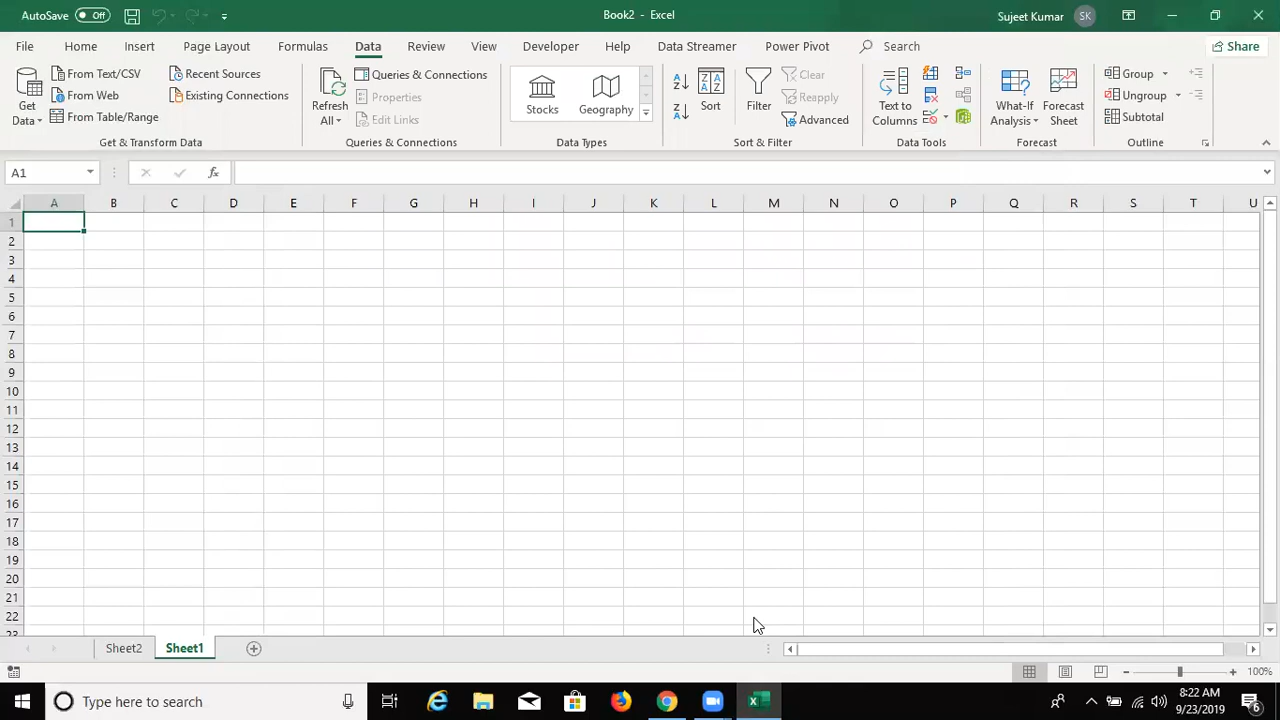 AutoSave Off Book2 - Excel Sujeet Kumar SK
File Home Insert Page Layout Formulas Data Review View Developer Help Data Streamer Power Pivot Search Share
Get Data
From Text/CSV
From Web
From Table/Range
Recent Sources
Existing Connections
Get & Transform Data
Refresh All
Queries & Connections
Properties
Edit Links
Queries & Connections
Stocks Geography
Data Types
Sort
Filter
Clear
Reapply
Advanced
Sort & Filter
Text to Columns
Data Tools
What-If Analysis
Forecast Sheet
Forecast
Group
Ungroup
Subtotal
Outline
A1 fx
A B C D E F G H I J K L M N O P Q R S T U
1
2
3
4
5
6
7
8
9
10
11
12
13
14
15
16
17
18
19
20
21
22
23
Sheet2 Sheet1
100%
Type here to search
8:22 AM
9/23/2019
6